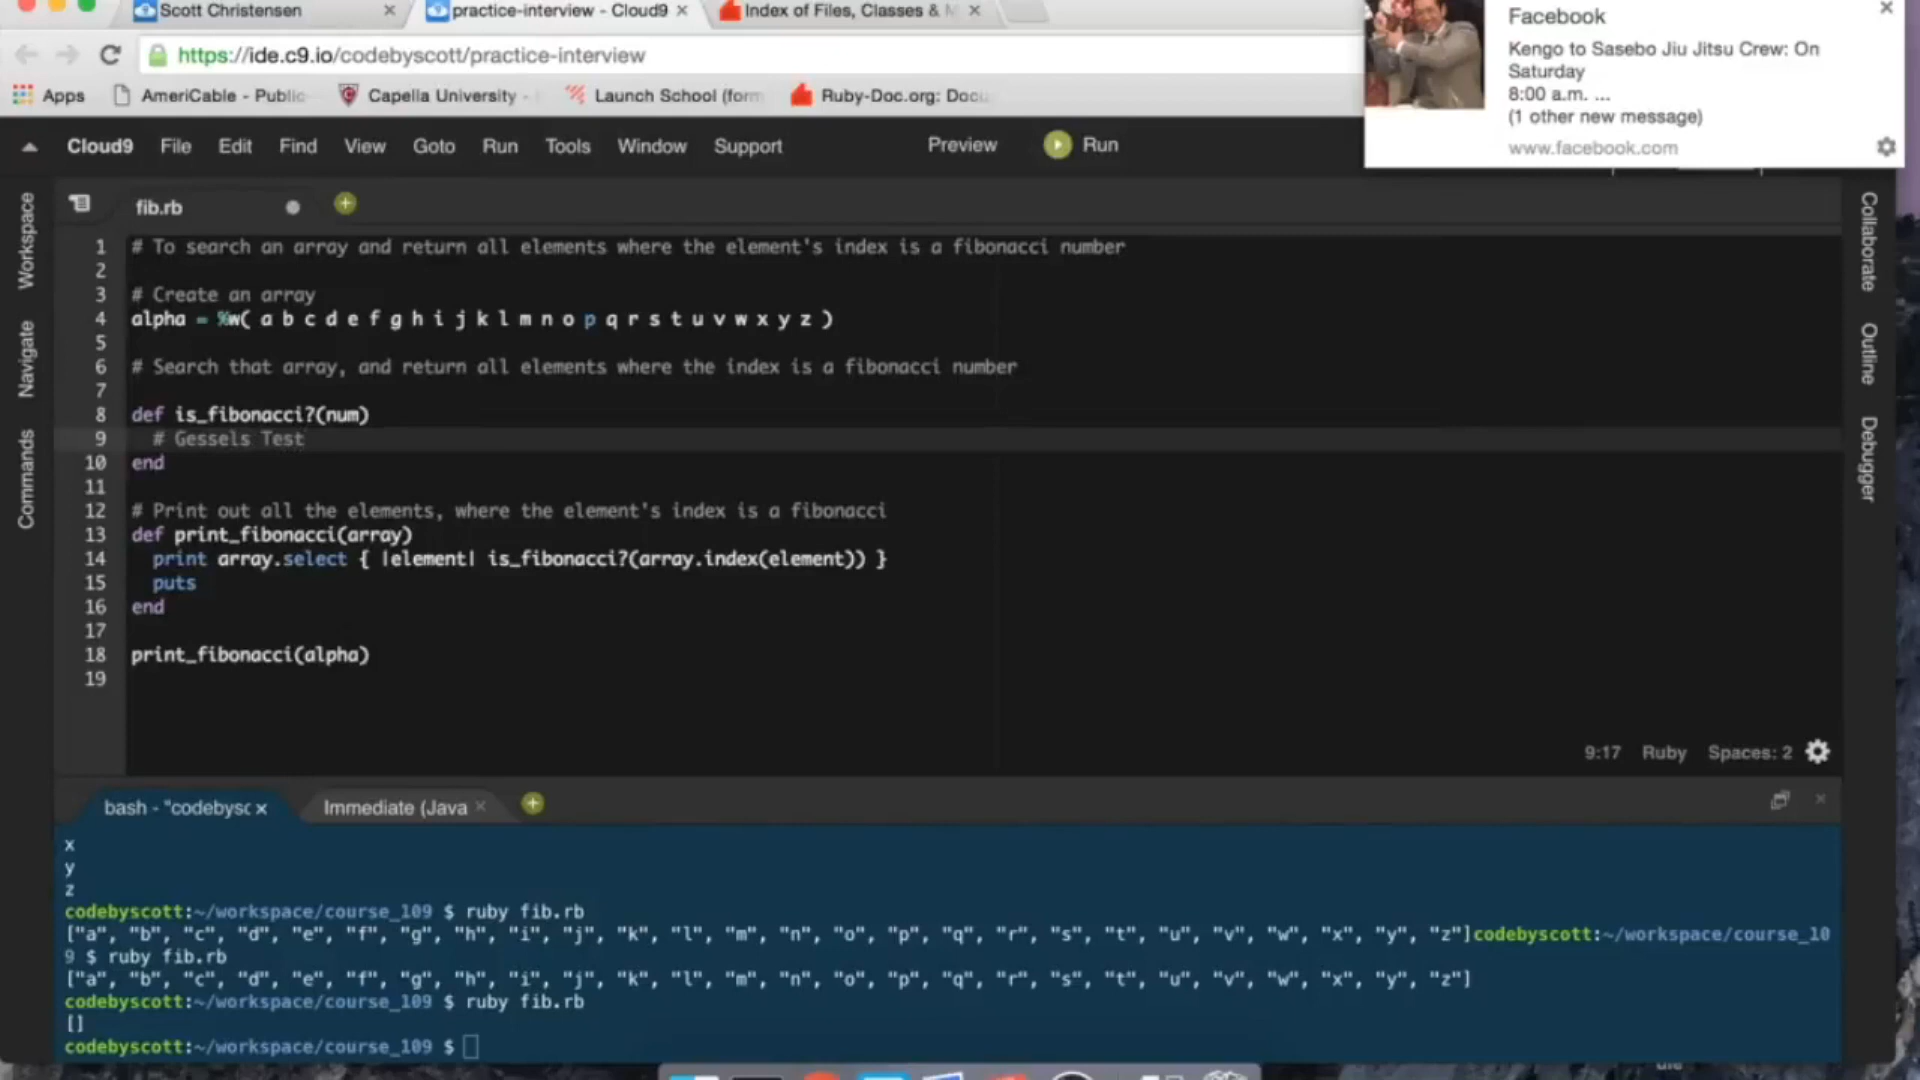 Scott Christensen
practice-interview - Cloud9
Index of Files, Classes &
https://ide.c9.io/codebyscott/practice-interview
Apps
AmeriCable - Public
Capella University -
Launch School (form
Ruby-Doc.org: Docu
Facebook
Kengo to Sasebo Jiu Jitsu Crew: On
Saturday
8:00 a.m. ...
(1 other new message)
www.facebook.com
Cloud9 File Edit Find View Goto Run Tools Window Support Preview Run
Workspace
Navigate
Commands
Collaborate
Outline
Debugger
fib.rb
1 # To search an array and return all elements where the element's index is a fibonacci number
2
3 # Create an array
4 alpha = %w( a b c d e f g h i j k l m n o p q r s t u v w x y z )
5
6 # Search that array, and return all elements where the index is a fibonacci number
7
8 def is_fibonacci?(num)
9 # Gessels Test
10 end
11
12 # Print out all the elements, where the element's index is a fibonacci
13 def print_fibonacci(array)
14 print array.select { |element| is_fibonacci?(array.index(element)) }
15 puts
16 end
17
18 print_fibonacci(alpha)
19
9:17 Ruby Spaces: 2
bash - "codebysc
Immediate (Java
x
y
z
codebyscott:~/workspace/course_109 $ ruby fib.rb
["a", "b", "c", "d", "e", "f", "g", "h", "i", "j", "k", "l", "m", "n", "o", "p", "q", "r", "s", "t", "u", "v", "w", "x", "y", "z"]codebyscott:~/workspace/course_10
9 $ ruby fib.rb
["a", "b", "c", "d", "e", "f", "g", "h", "i", "j", "k", "l", "m", "n", "o", "p", "q", "r", "s", "t", "u", "v", "w", "x", "y", "z"]
codebyscott:~/workspace/course_109 $ ruby fib.rb
[]
codebyscott:~/workspace/course_109 $